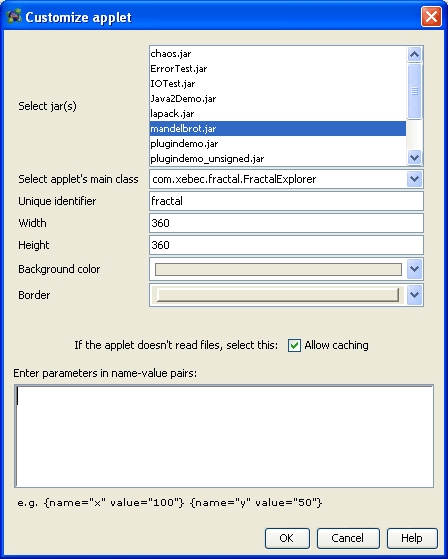 Customize applet
chaos.jar
ErrorTest.jar
IOTest.jar
Java2Demo.jar
lapack.jar
Select jar(s)
mandelbrot.jar
plugindemo.jar
plugindemo_unsigned.jar
Select applet's main class com.xebec.fractal.FractalExplorer
Unique identifier fractal
Width 360
Height 360
Background color
Border
If the applet doesn't read files, select this: Allow caching
Enter parameters in name-value pairs:
e.g. {name="x" value="100"} {name="y" value="50"}
OK Cancel Help